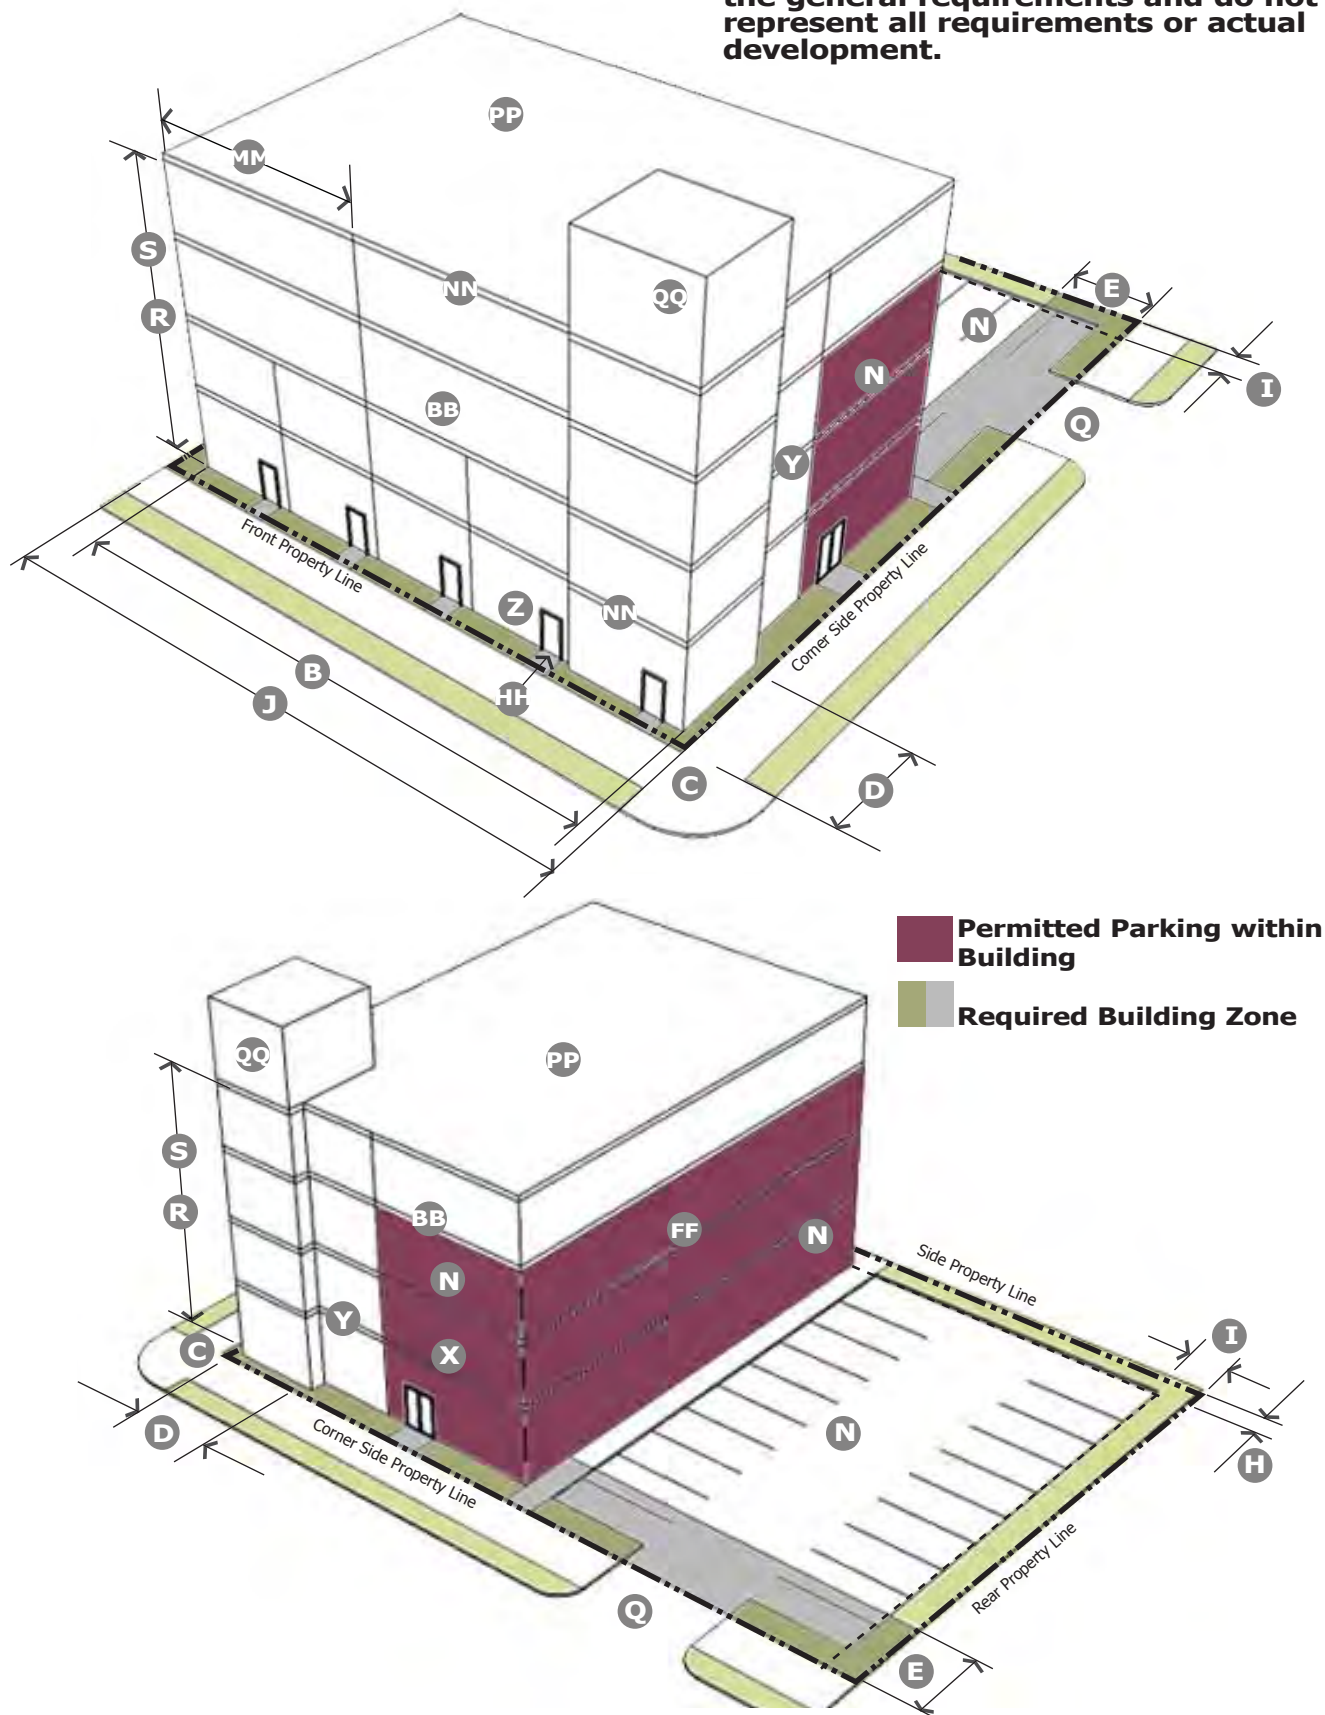 the general requirements and do not
represent all requirements or actual
development.
PP
MM
S
NN
QQ
E
R
N
N
I
BB
Q
Y
Front Property Line
Z
NN
Corner Side Property Line
B
HH
J
C
D
Permitted Parking within
Building
Required Building Zone
QQ
PP
S
R
BB
FF
N
N
Side Property Line
Y
X
C
I
D
Corner Side Property Line
N
H
Rear Property Line
Q
E